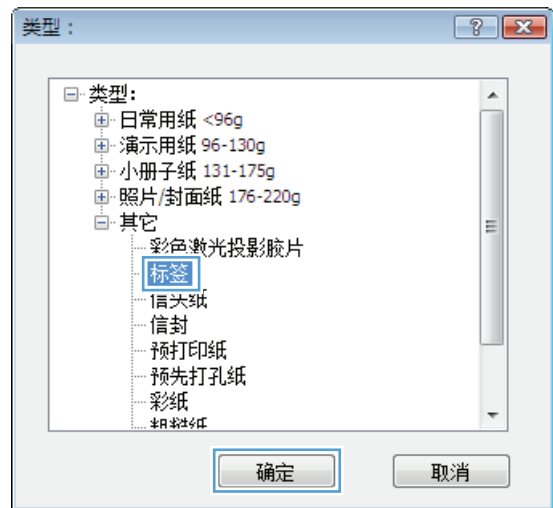 类型：
类型:
日常用纸 <96g
演示用纸 96-130g
小册子纸 131-175g
照片/封面纸 176-220g
其它
彩色激光投影胶片
标签
信头纸
信封
预打印纸
预先打孔纸
彩纸
粗糙纸
确定 取消